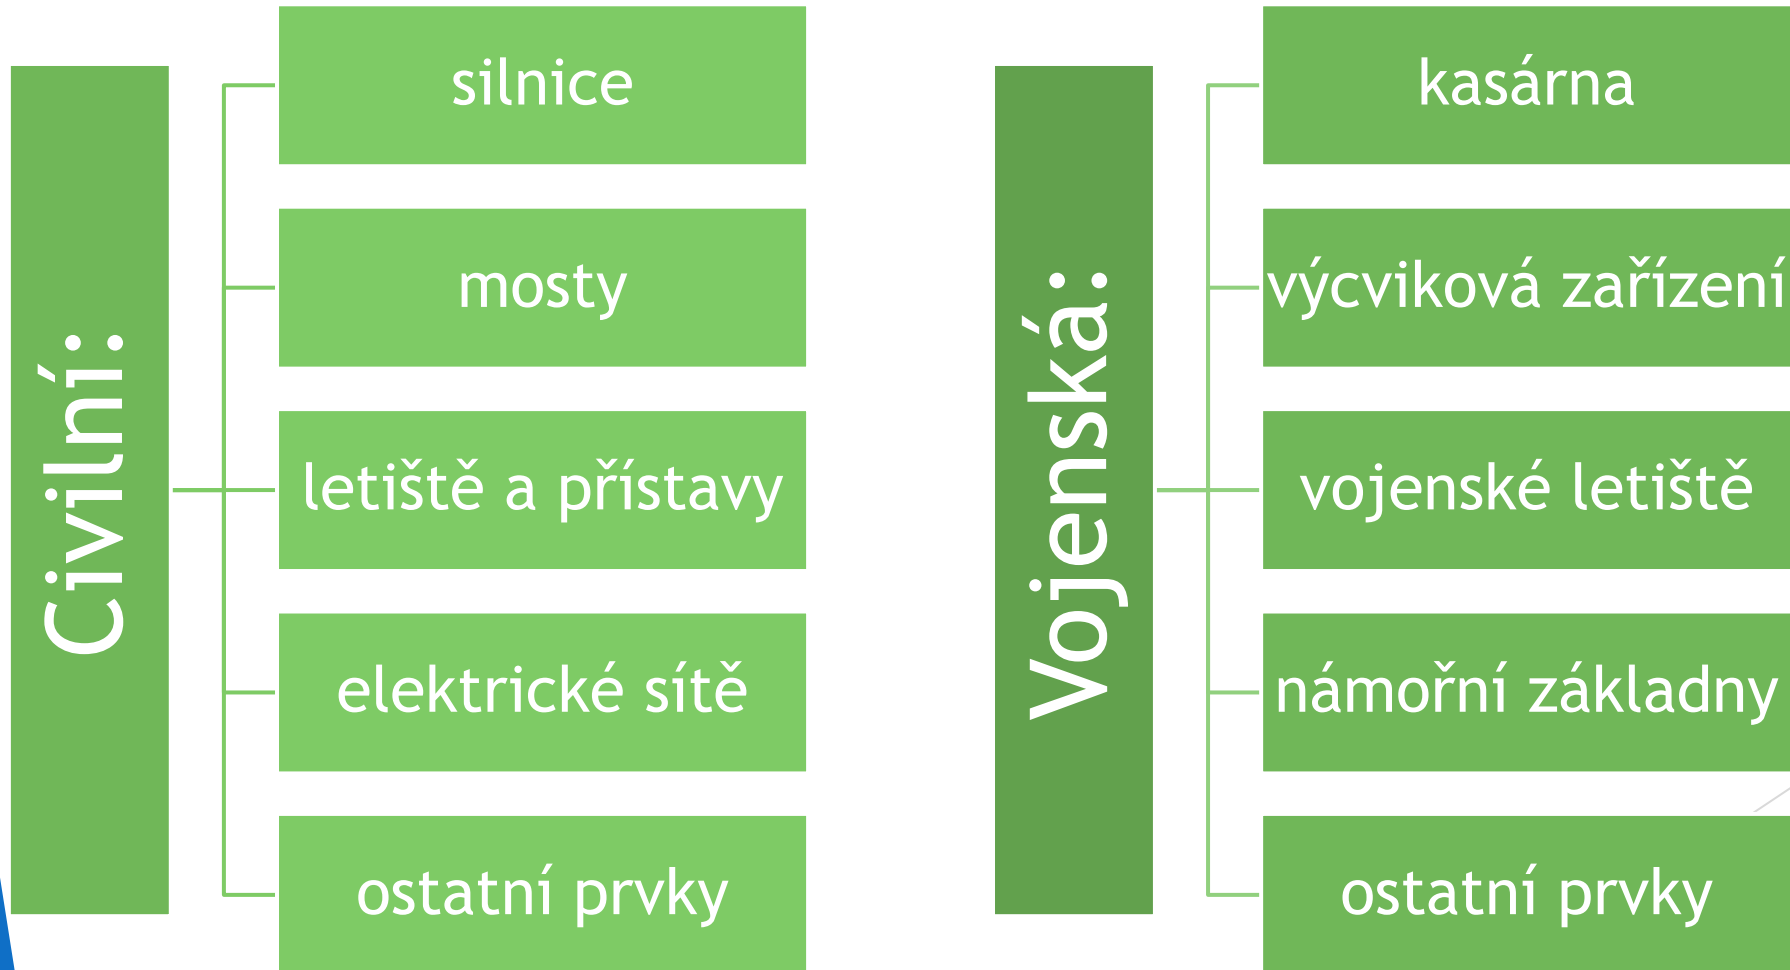 Civilní:
silnice
mosty
letiště a přístavy
elektrické sítě
ostatní prvky
Vojenská:
kasárna
výcviková zařízení
vojenské letiště
námořní základny
ostatní prvky